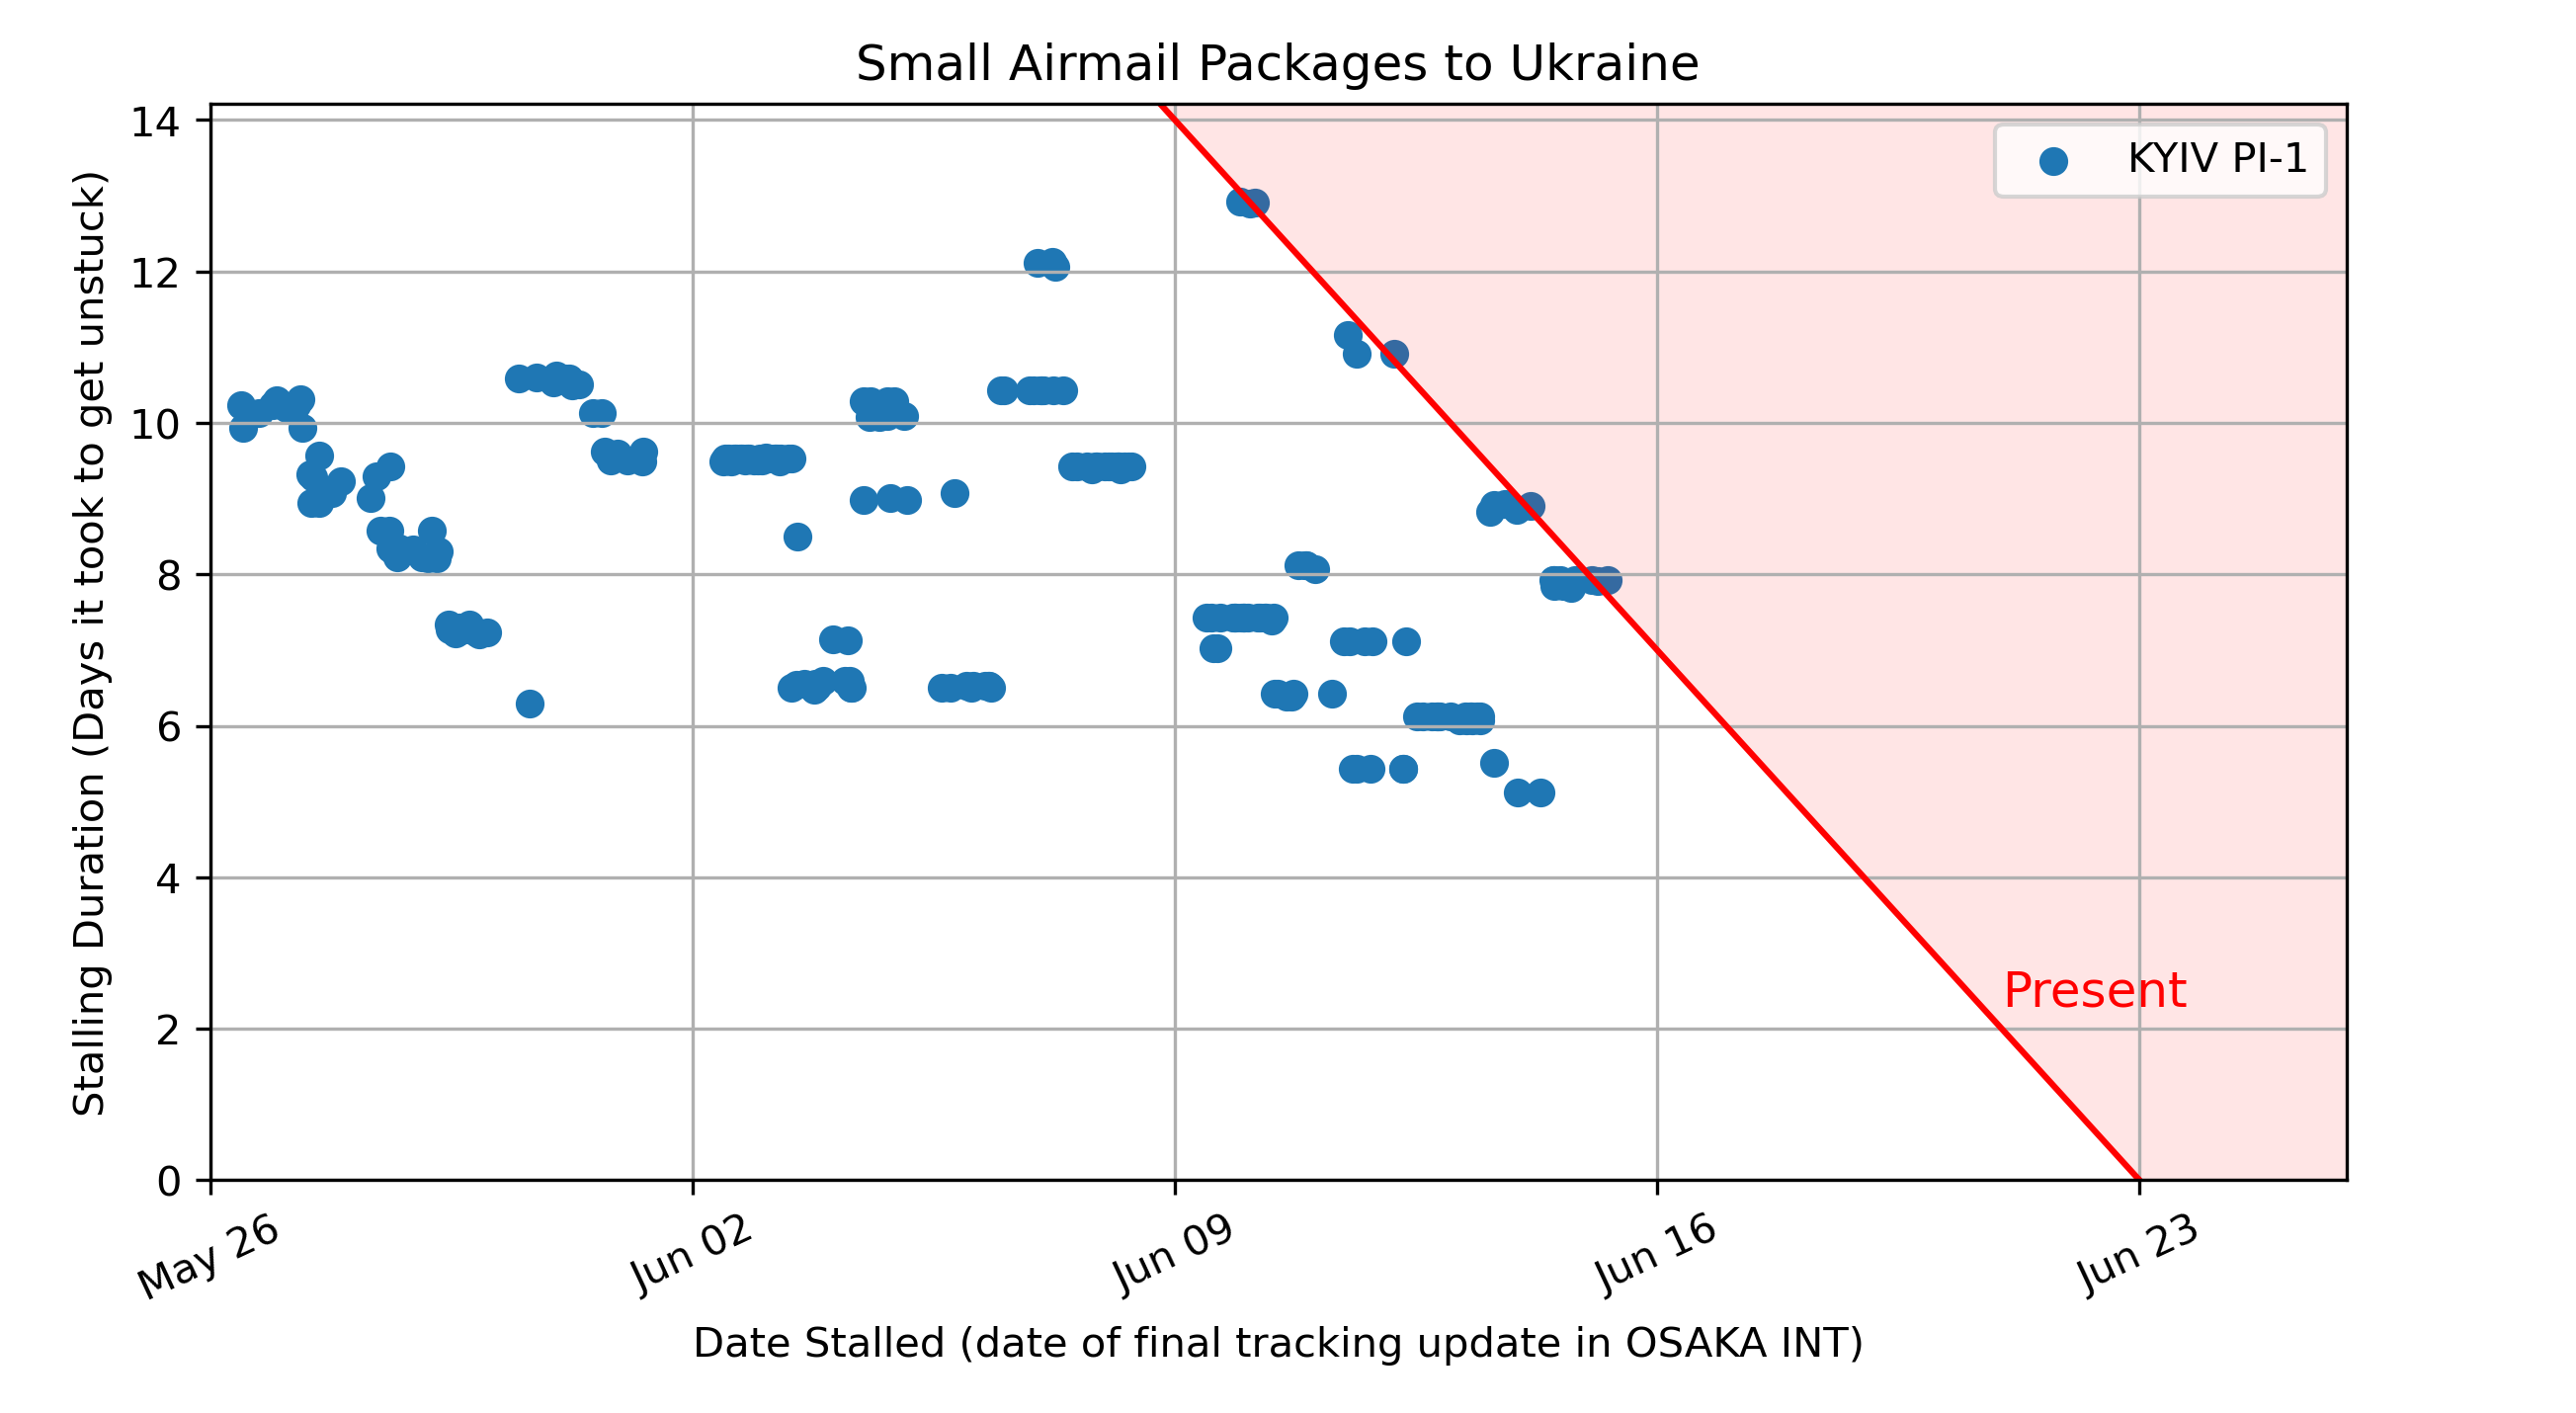 Small Airmail Packages to Ukraine
Stalling Duration (Days it took to get unstuck)
14
12
10
8
6
4
2
0
KYIV PI-1
Present
May 26
Jun 02
Jun 09
Jun 16
Jun 23
Date Stalled (date of final tracking update in OSAKA INT)